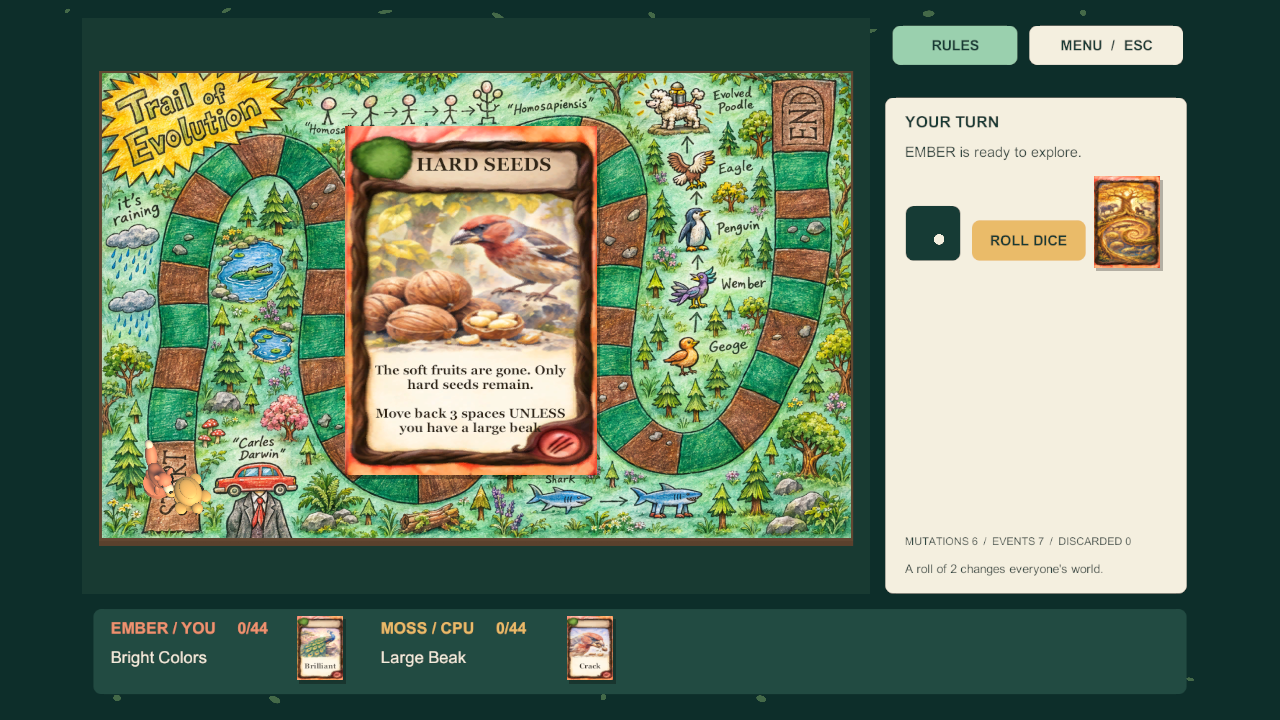 RULES
MENU / ESC
Trail of
Evolution
"Homosapiensis"
"Homosa
Evolved
Poodle
END
YOUR TURN
EMBER is ready to explore.
HARD SEEDS
Eagle
it's
raining
Penguin
ROLL DICE
Wember
Geoge
The soft fruits are gone. Only
hard seeds remain.
Move back 3 spaces UNLESS
you have a large beak
"Carles
Darwin"
START
Shark
MUTATIONS 6 / EVENTS 7 / DISCARDED 0
A roll of 2 changes everyone's world.
EMBER / YOU 0/44
Bright Colors
Brilliant
MOSS / CPU 0/44
Large Beak
Crack